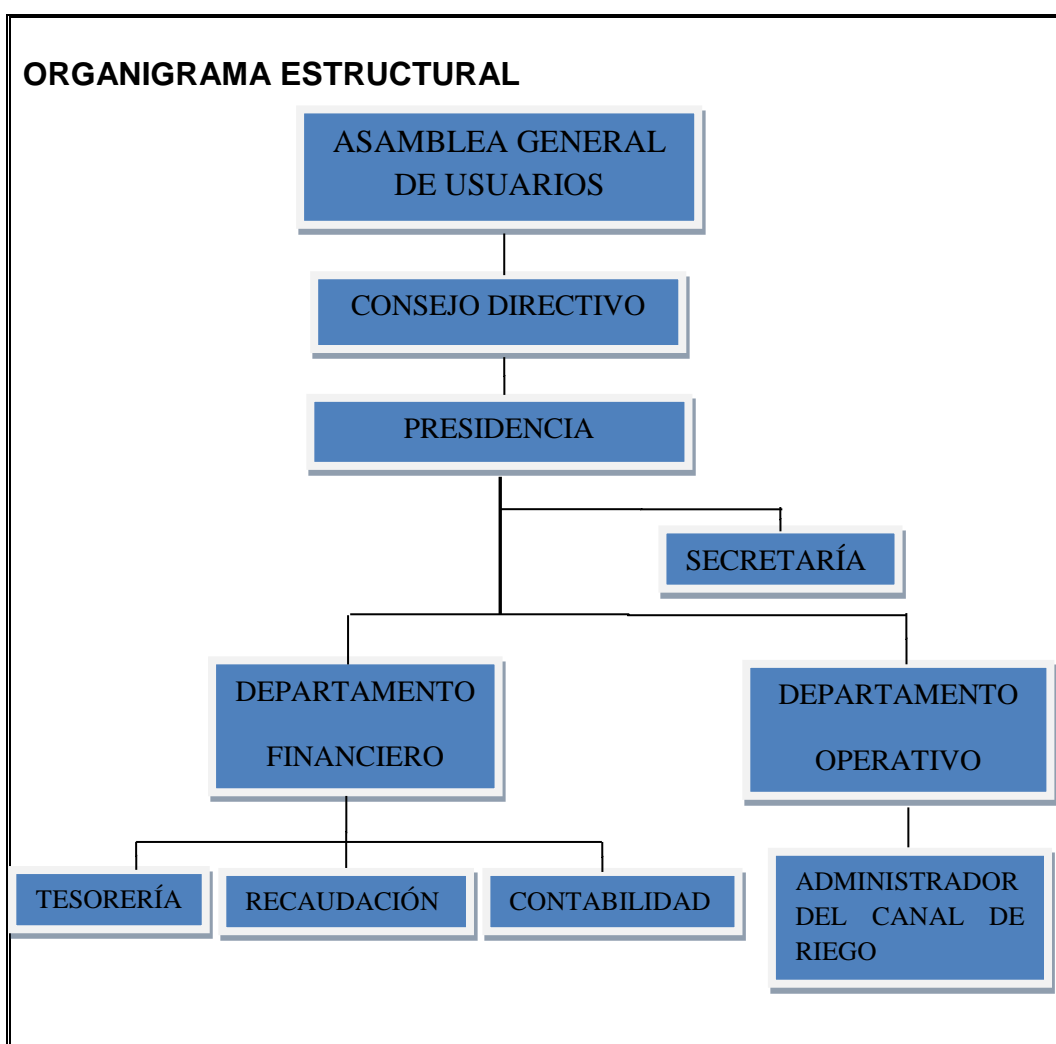 ORGANIGRAMA ESTRUCTURAL
ASAMBLEA GENERAL
DE USUARIOS
CONSEJO DIRECTIVO
PRESIDENCIA
SECRETARÍA
DEPARTAMENTO
FINANCIERO
DEPARTAMENTO
OPERATIVO
TESORERÍA
RECAUDACIÓN
CONTABILIDAD
ADMINISTRADOR
DEL CANAL DE
RIEGO